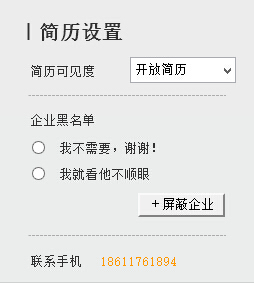 简历设置
简历可见度 开放简历
企业黑名单
我不需要，谢谢！
我就看他不顺眼
+屏蔽企业
联系手机 18611761894